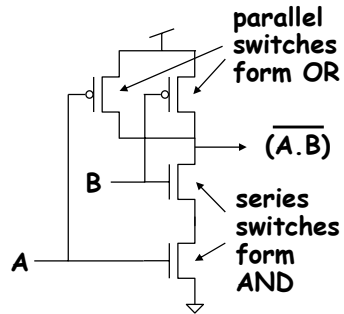 parallel
switches
form OR
(A.B)
B
series
switches
form
AND
A